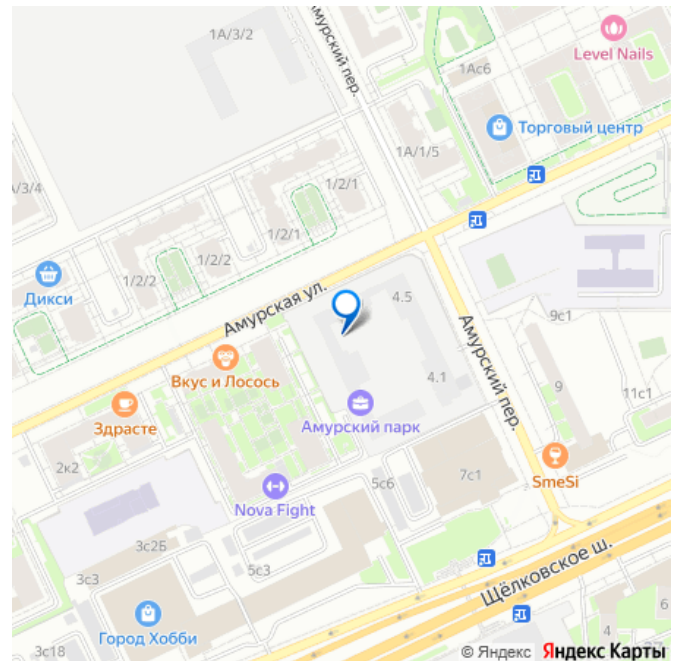 1А/3/2
Амурский пер.
Level Nails
1Ас6
Торговый центр
1А/1/5
1/2/1
1/2/1
1/2/2
1/2/2
Дикси
Амурская ул.
4.5
9с1
Амурский пер.
Вкус и Лосось
4.1
9
11с1
Здрасте
Амурский парк
2к2
7с1
SmeSi
5с6
Nova Fight
3с2Б
5с3
3с3
Щёлковское ш.
Город Хобби
3с18
4
6
© Яндекс Яндекс Карты